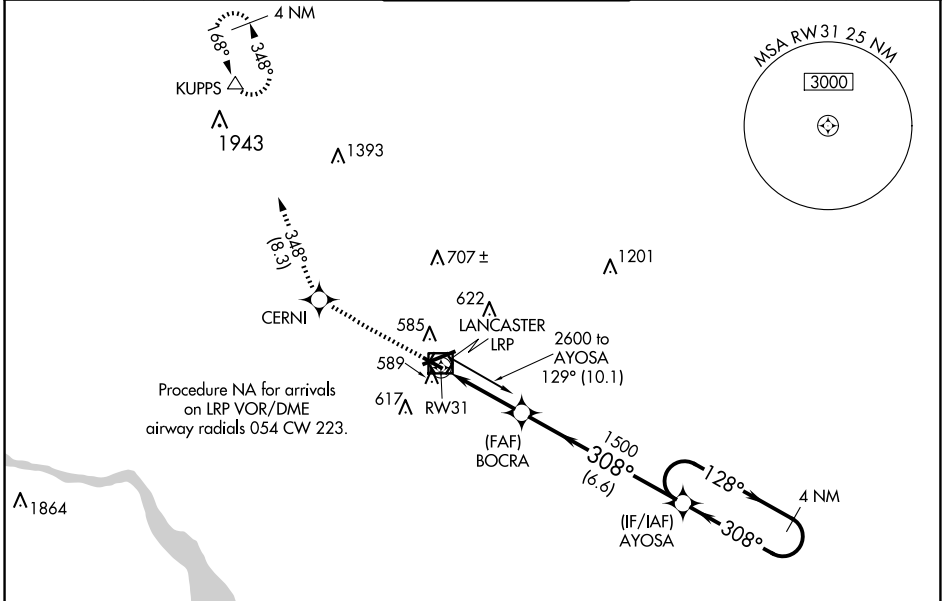 4 NM
168°
348°
KUPPS
1943
1393
MSA RW31 25 NM
3000
348°
(8.3)
707 ±
1201
CERNI
622
585
LANCASTER
LRP
589
2600 to
AYOSA
129° (10.1)
Procedure NA for arrivals
on LRP VOR/DME
airway radials 054 CW 223.
617
RW31
(FAF)
BOCRA
1500
308°
(6.6)
128°
4 NM
308°
(IF/IAF)
AYOSA
1864